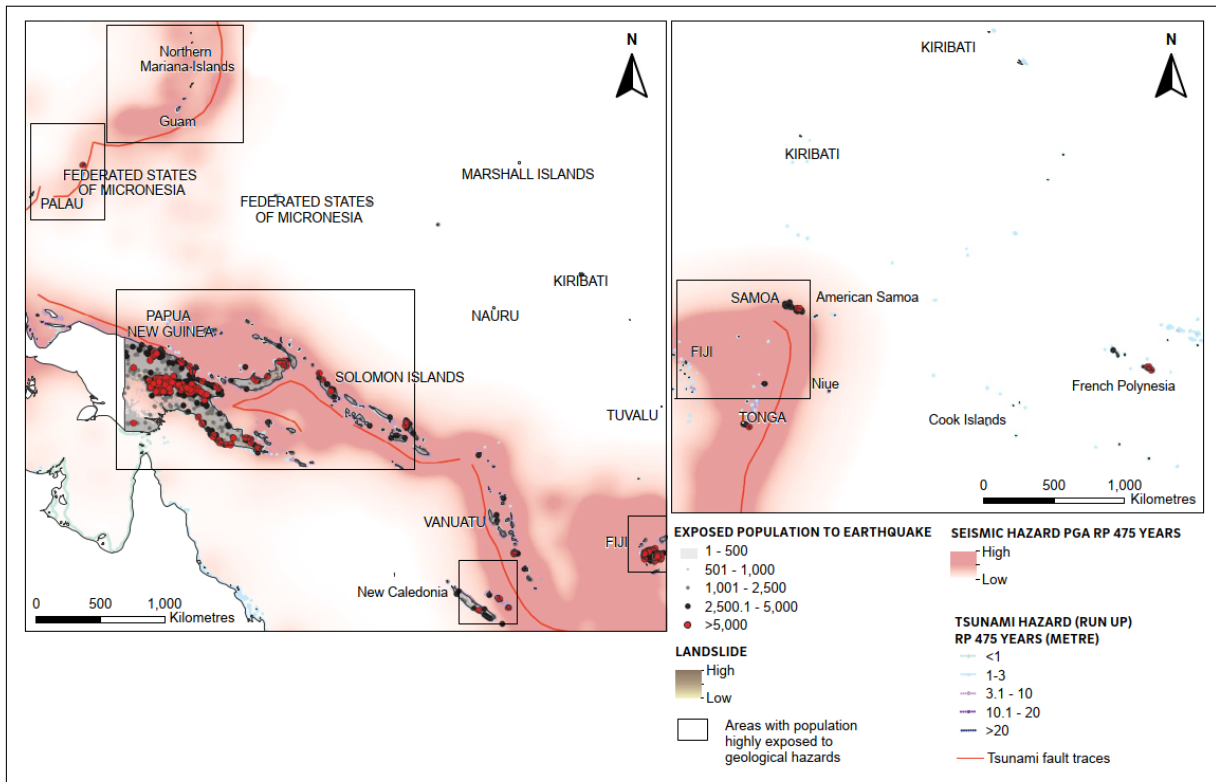 Northern
Mariana Islands
Guam
FEDERATED STATES
OF MICRONESIA
PALAU
FEDERATED STATES
OF MICRONESIA
MARSHALL ISLANDS
KIRIBATI
NAURU
PAPUA
NEW GUINEA
SOLOMON ISLANDS
TUVALU
VANUATU
FIJI
New Caledonia
0 500 1,000
Kilometres
N
KIRIBATI
N
KIRIBATI
SAMOA
American Samoa
FIJI
Niue
TONGA
Cook Islands
French Polynesia
0 500 1,000
Kilometres
EXPOSED POPULATION TO EARTHQUAKE
1 - 500
501 - 1,000
1,001 - 2,500
2,500.1 - 5,000
>5,000
LANDSLIDE
High
Low
Areas with population
highly exposed to
geological hazards
SEISMIC HAZARD PGA RP 475 YEARS
High
Low
TSUNAMI HAZARD (RUN UP)
RP 475 YEARS (METRE)
<1
1-3
3.1 - 10
10.1 - 20
>20
Tsunami fault traces